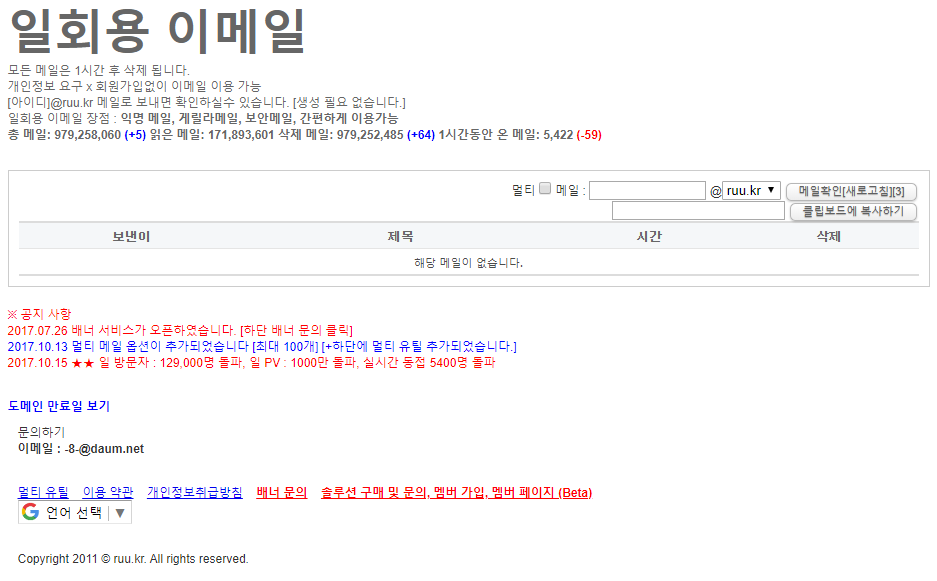 일회용 이메일
모든 메일은 1시간 후 삭제 됩니다.
개인정보 요구 x 회원가입없이 이메일 이용 가능
[아이디]@ruu.kr 메일로 보내면 확인하실수 있습니다. [생성 필요 없습니다.]
일회용 이메일 장점 : 익명 메일, 게릴라메일, 보안메일, 간편하게 이용가능
총 메일: 979,258,060 (+5) 읽은 메일: 171,893,601 삭제 메일: 979,252,485 (+64) 1시간동안 온 메일: 5,422 (-59)
멀티 메일 : @ruu.kr ▼ 메일확인[새로고침][3]
클립보드에 복사하기
보낸이 제목 시간 삭제
해당 메일이 없습니다.
※ 공지 사항
2017.07.26 배너 서비스가 오픈하였습니다. [하단 배너 문의 클릭]
2017.10.13 멀티 메일 옵션이 추가되었습니다 [최대 100개] [+하단에 멀티 유틸 추가되었습니다.]
2017.10.15 ★★ 일 방문자 : 129,000명 돌파, 일 PV : 1000만 돌파, 실시간 동접 5400명 돌파
도메인 만료일 보기
문의하기
이메일 : -8-@daum.net
멀티 유틸 이용 약관 개인정보취급방침 배너 문의 솔루션 구매 및 문의, 멤버 가입, 멤버 페이지 (Beta)
G 언어 선택 ▼
Copyright 2011 © ruu.kr. All rights reserved.